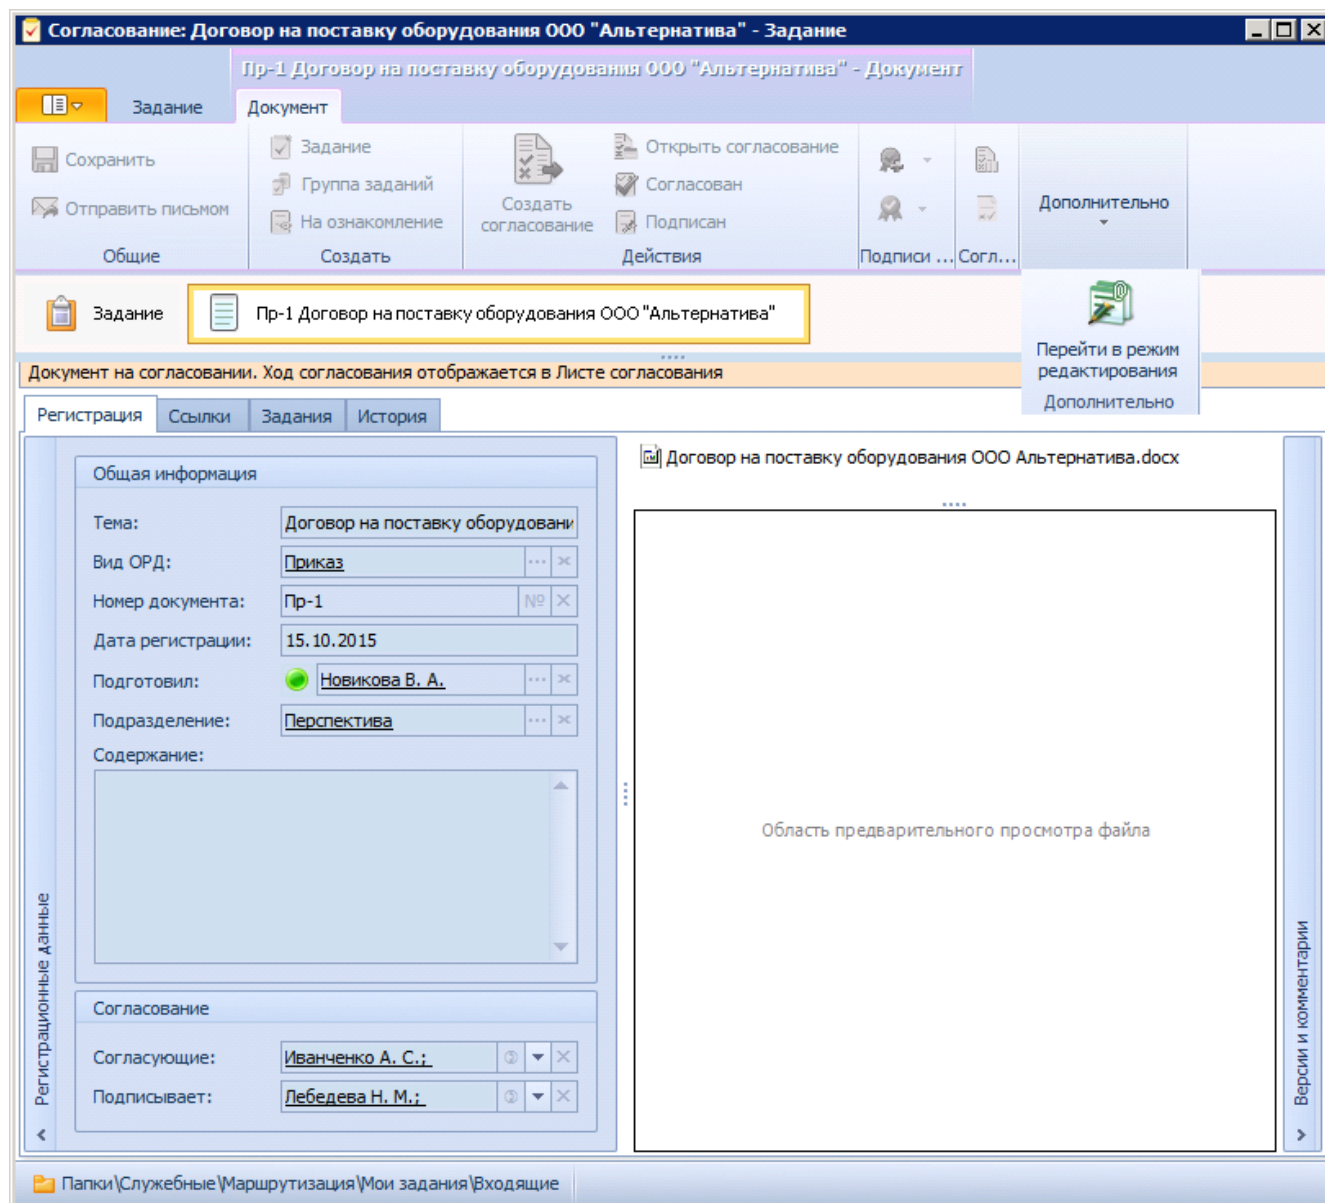 Согласование: Договор на поставку оборудования ООО "Альтернатива" - Задание
Пр-1 Договор на поставку оборудования ООО "Альтернатива" - Документ
Задание
Документ
Сохранить
Отправить письмом
Общие
Задание
Группа заданий
На ознакомление
Создать
Создать
согласование
Открыть согласование
Согласован
Подписан
Действия
Подписи ...
Согл...
Дополнительно
Задание
Пр-1 Договор на поставку оборудования ООО "Альтернатива"
Перейти в режим
редактирования
Дополнительно
Документ на согласовании. Ход согласования отображается в Листе согласования
Регистрация
Ссылки
Задания
История
Регистрационные данные
Общая информация
Тема:
Договор на поставку оборудовани
Вид ОРД:
Приказ
Номер документа:
Пр-1
№
Дата регистрации:
15.10.2015
Подготовил:
Новикова В. А.
Подразделение:
Перспектива
Содержание:
Согласование
Согласующие:
Иванченко А. С.;
Подписывает:
Лебедева Н. М.;
Договор на поставку оборудования ООО Альтернатива.docx
Область предварительного просмотра файла
Версии и комментарии
Папки\Служебные\Маршрутизация\Мои задания\Входящие